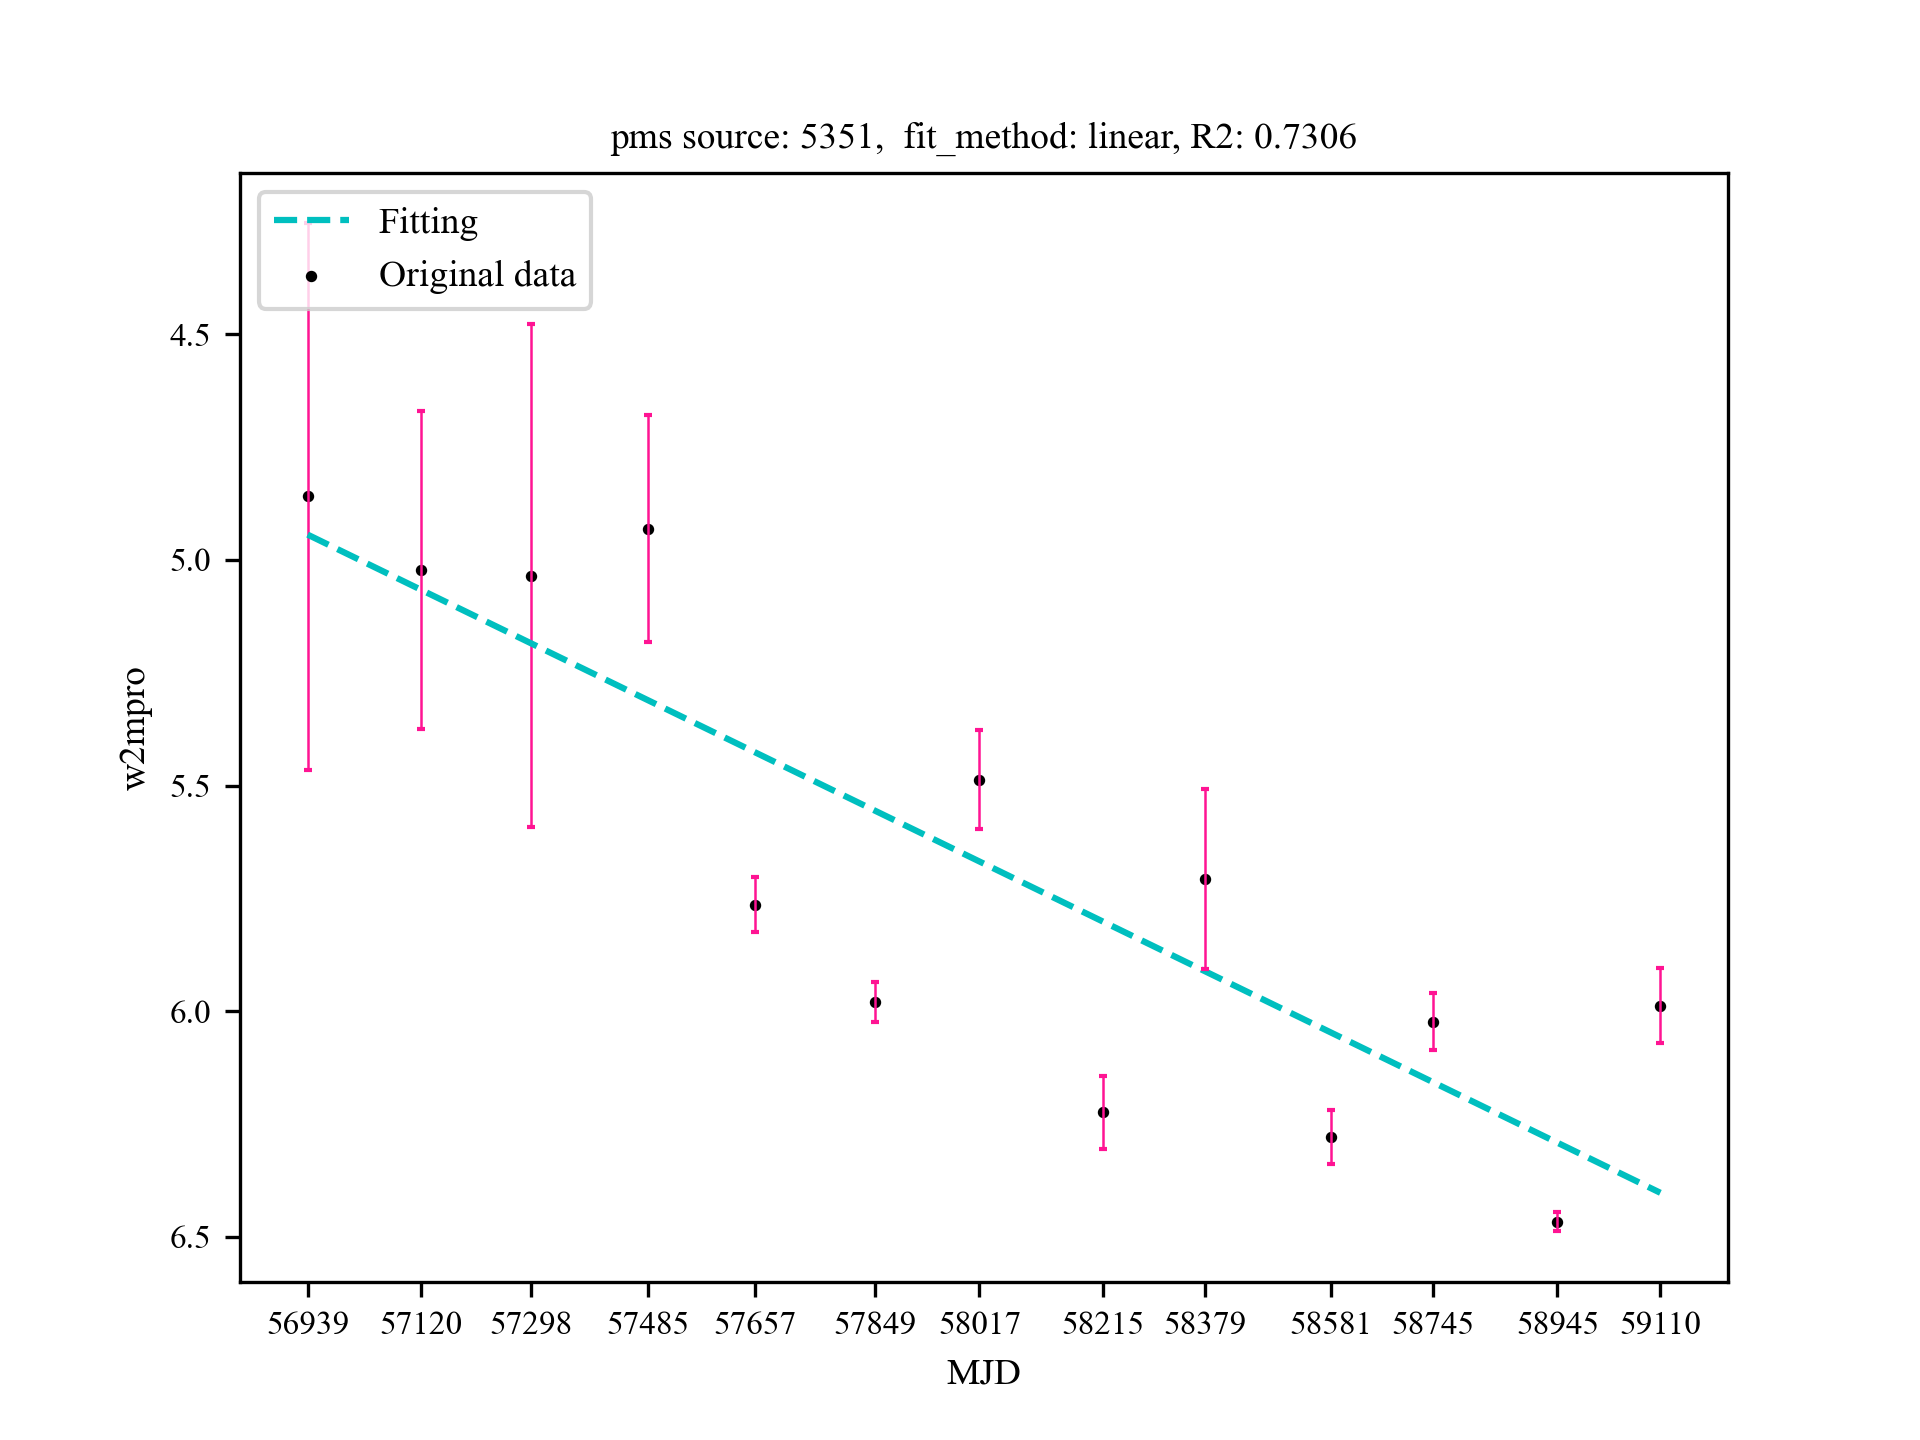 pms source: 5351,  fit_method: linear, R2: 0.7306
Fitting
Original data
4.5
5.0
5.5
6.0
6.5
w2mpro
56939 57120 57298 57485 57657 57849 58017 58215 58379 58581 58745 58945 59110
MJD